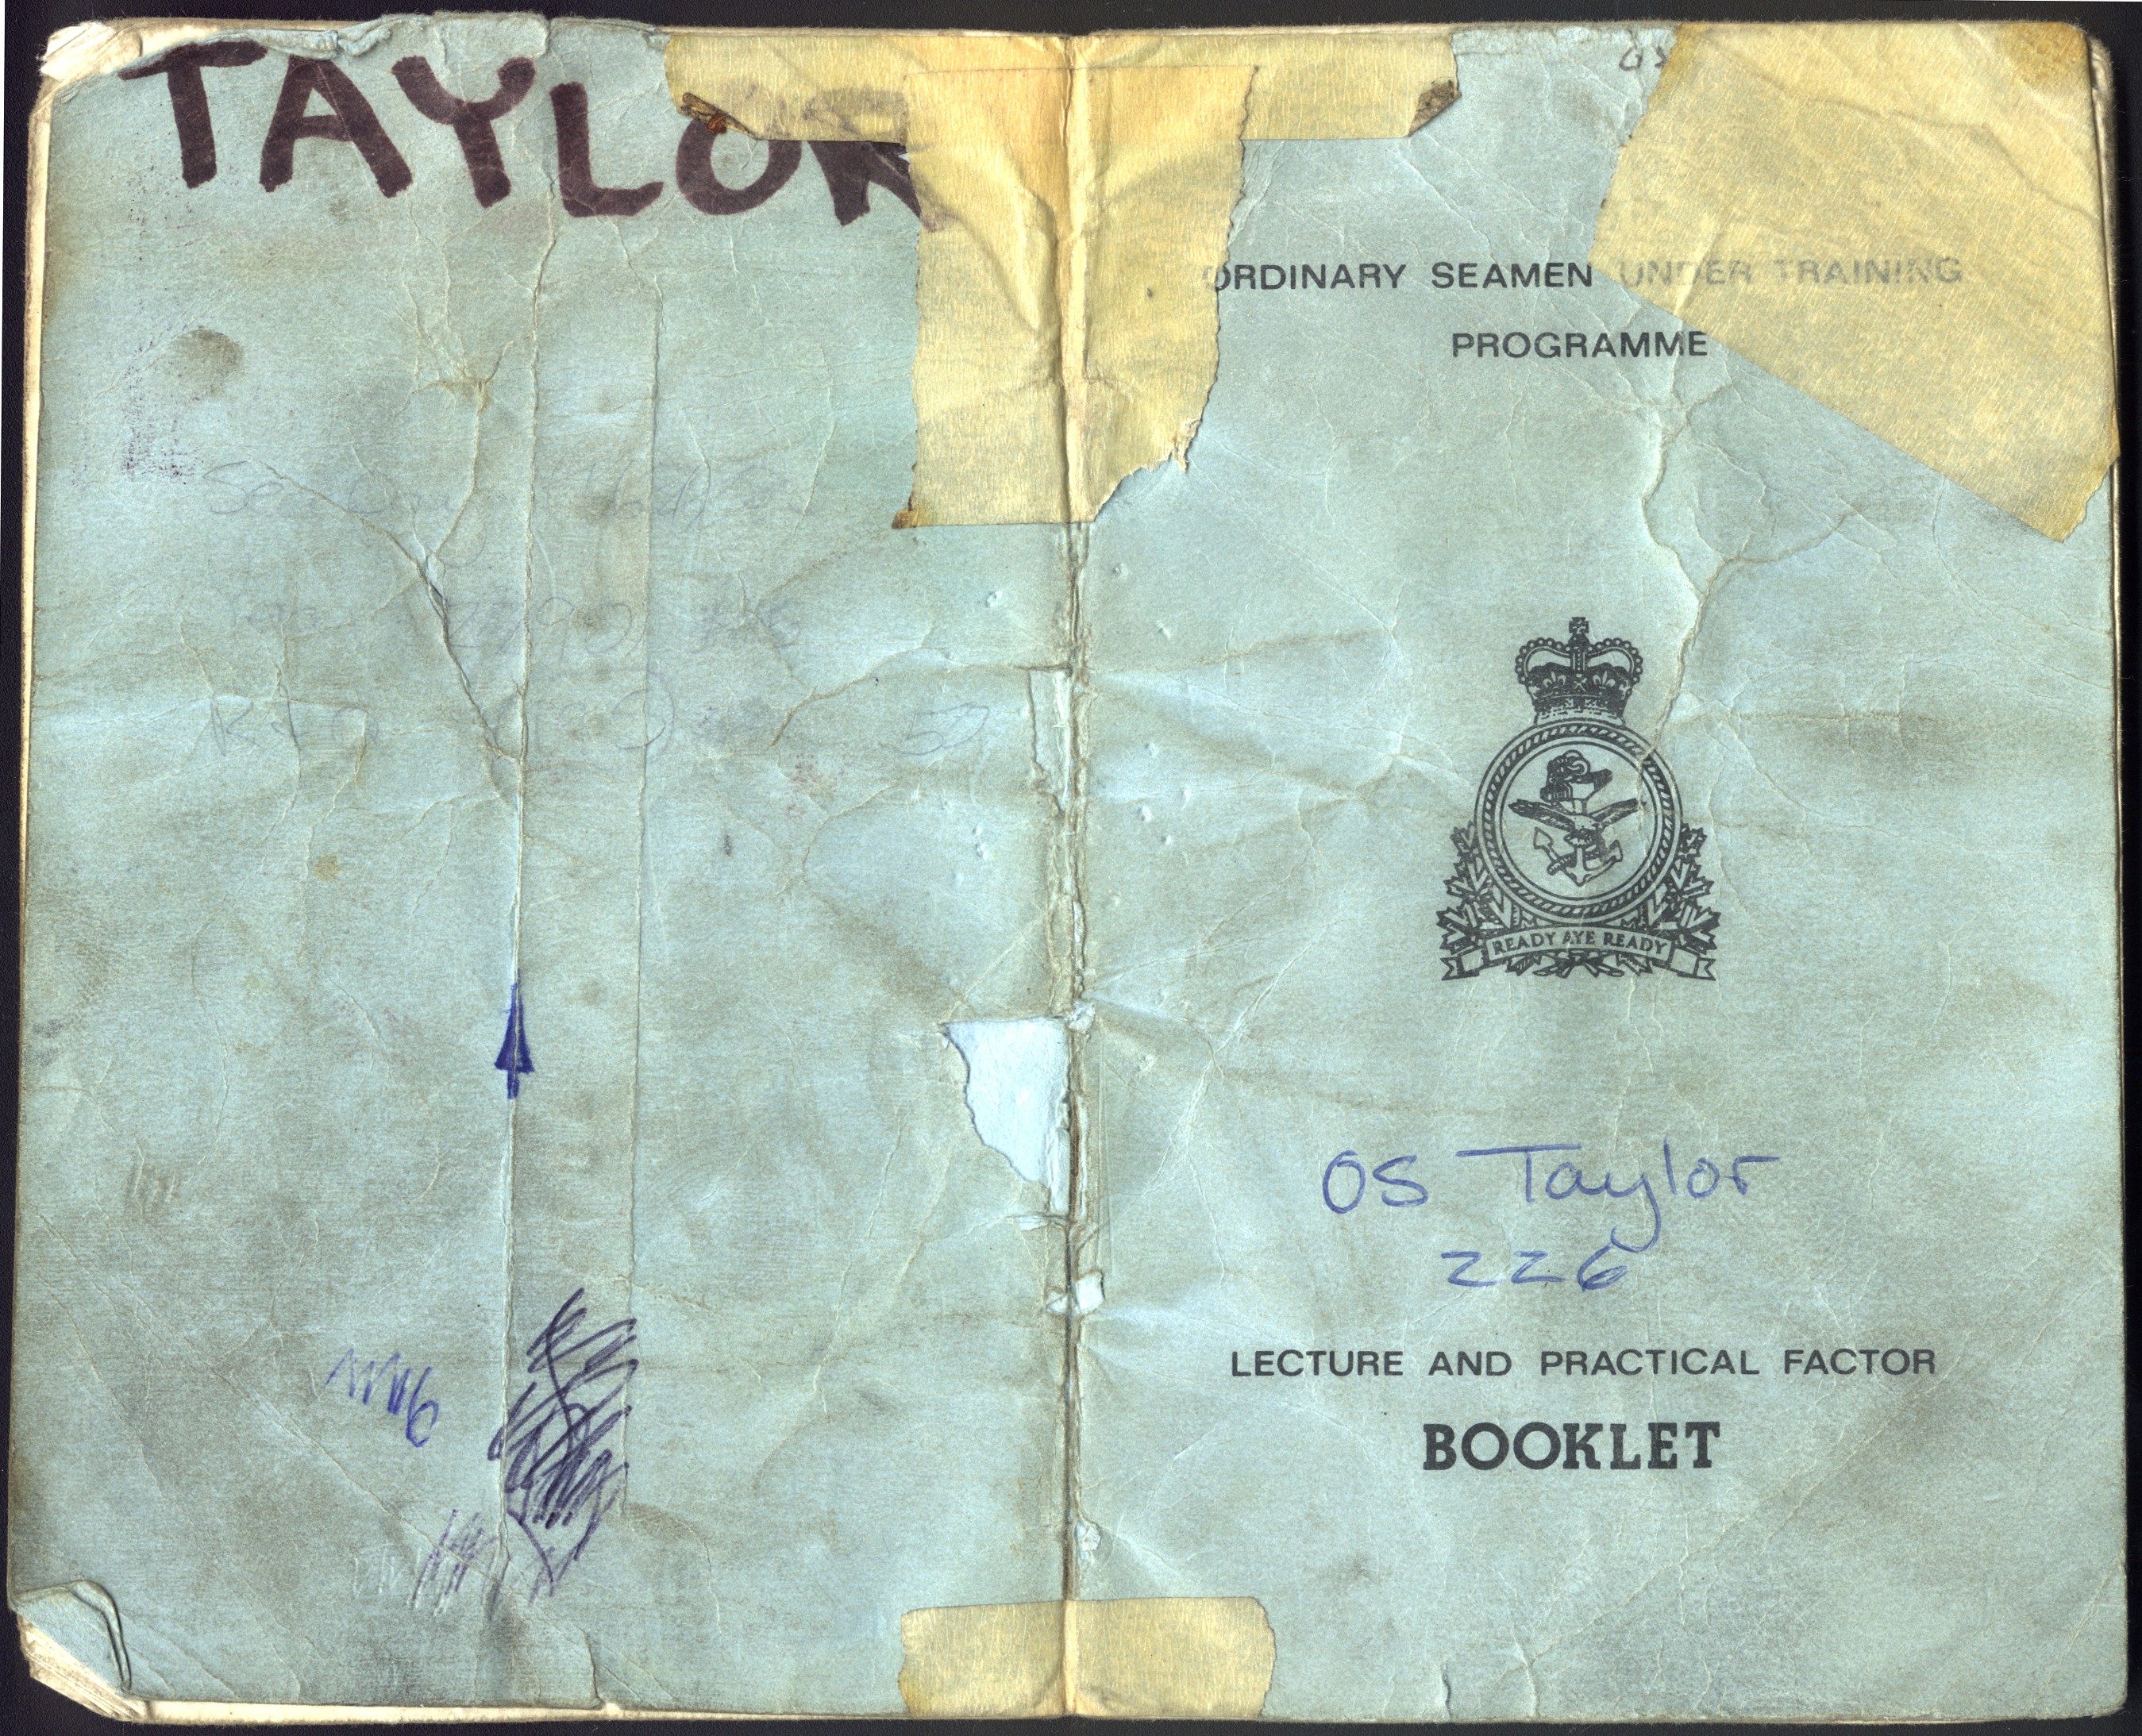 TAYLOR
ORDINARY SEAMEN UNDER TRAINING
PROGRAMME
READY AYE READY
OS Taylor
226
LECTURE AND PRACTICAL FACTOR
BOOKLET